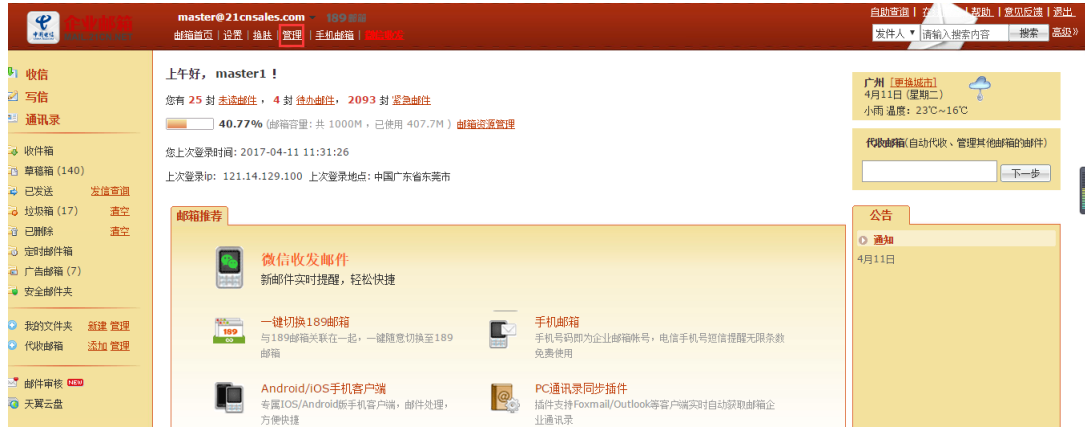 中国电信
企业邮箱
master@21cnsales.com 189邮箱
邮箱首页 | 设置 | 换肤 | 管理 | 手机邮箱 |
自助查询 | 帮助 | 意见反馈 | 退出
发件人 请输入搜索内容 搜索 高级»
收信
写信
通讯录
收件箱
草稿箱 (140)
已发送 发信查询
垃圾箱 (17) 清空
已删除 清空
定时邮件箱
广告邮箱 (7)
安全邮件夹
我的文件夹 新建 管理
代收邮箱 添加 管理
邮件审核 NEW
天翼云盘
上午好，master1！
您有 25 封 未读邮件， 4 封 待办邮件， 2093 封 紧急邮件
40.77% (邮箱容量: 共 1000M，已使用 407.7M ) 邮箱资源管理
您上次登录时间: 2017-04-11 11:31:26
上次登录ip: 121.14.129.100 上次登录地点: 中国广东省东莞市
邮箱推荐
微信收发邮件
新邮件实时提醒，轻松快捷
189
一键切换189邮箱
与189邮箱关联在一起，一键随意切换至189
邮箱
手机邮箱
手机号码即为企业邮箱帐号，电信手机号短信提醒无限条数
免费使用
Android/iOS手机客户端
专属IOS/Android版手机客户端，邮件处理，
方便快捷
PC通讯录同步插件
插件支持Foxmail/Outlook等客户端实时自动获取邮箱企
业通讯录
广州 [更换城市]
4月11日 (星期二)
小雨 温度：23℃~16℃
代收邮箱(自动代收、管理其他邮箱的邮件)
下一步
公告
通知
4月11日